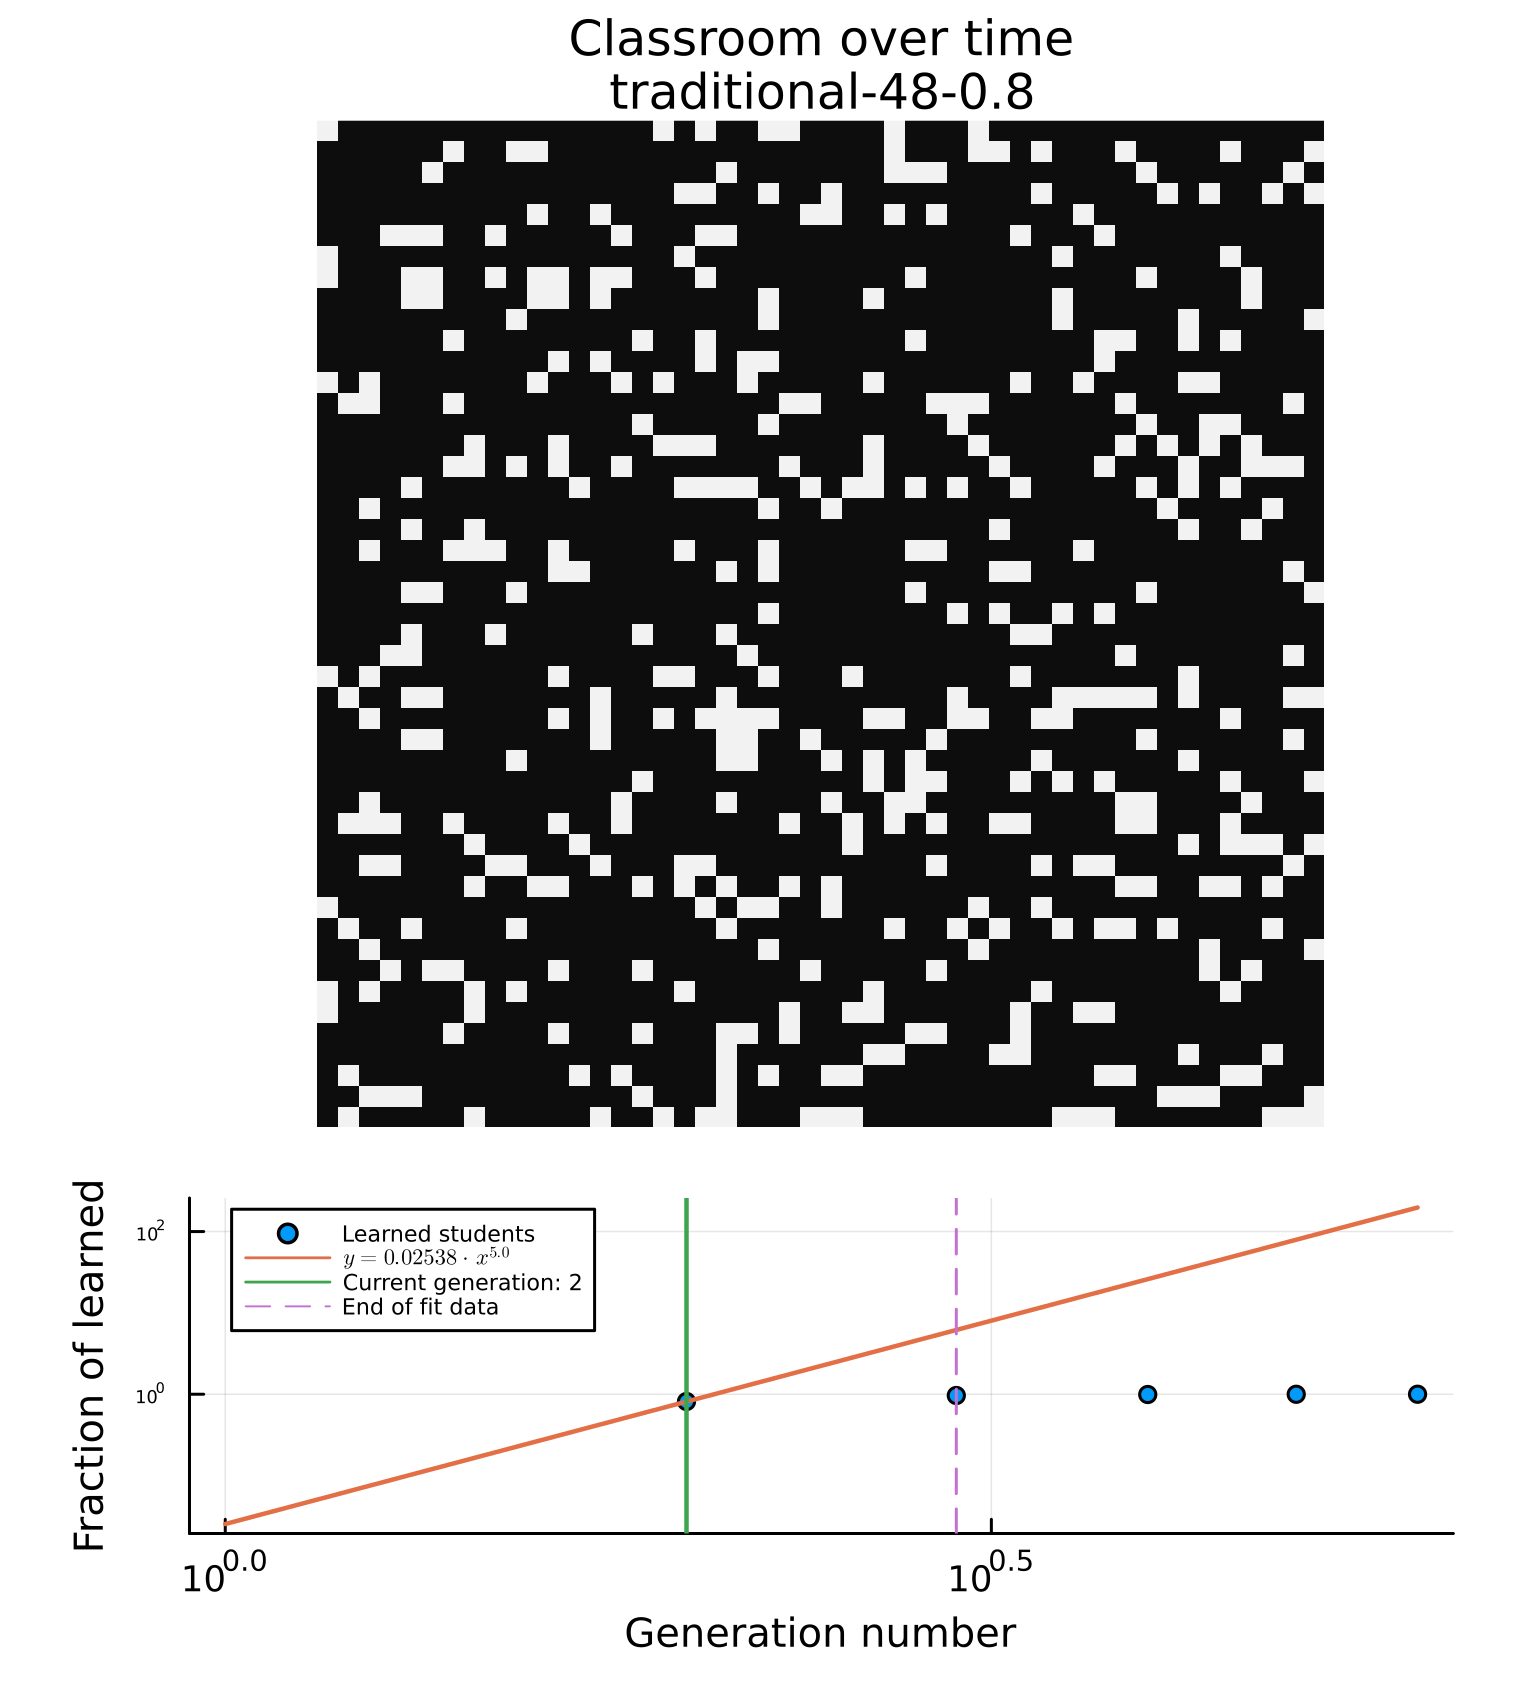 Classroom over time
traditional-48-0.8
Fraction of learned
10^2
10^0
Learned students
y = 0.02538 · x^5.0
Current generation: 2
End of fit data
10^0.0
10^0.5
Generation number